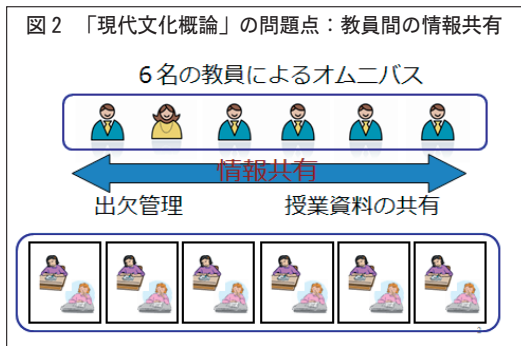 図2 「現代文化概論」の問題点：教員間の情報共有
6名の教員によるオムニバス
情報共有
出欠管理 授業資料の共有